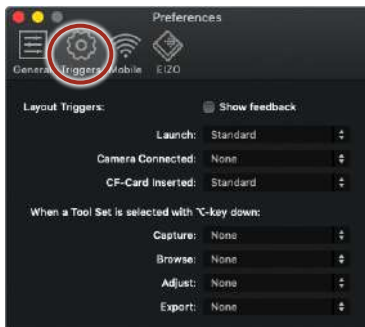 Preferences
General Triggers Mobile EIZO
Layout Triggers: Show feedback
Launch: Standard
Camera Connected: None
CF-Card Inserted: Standard
When a Tool Set is selected with ⌥-key down:
Capture: None
Browse: None
Adjust: None
Export: None